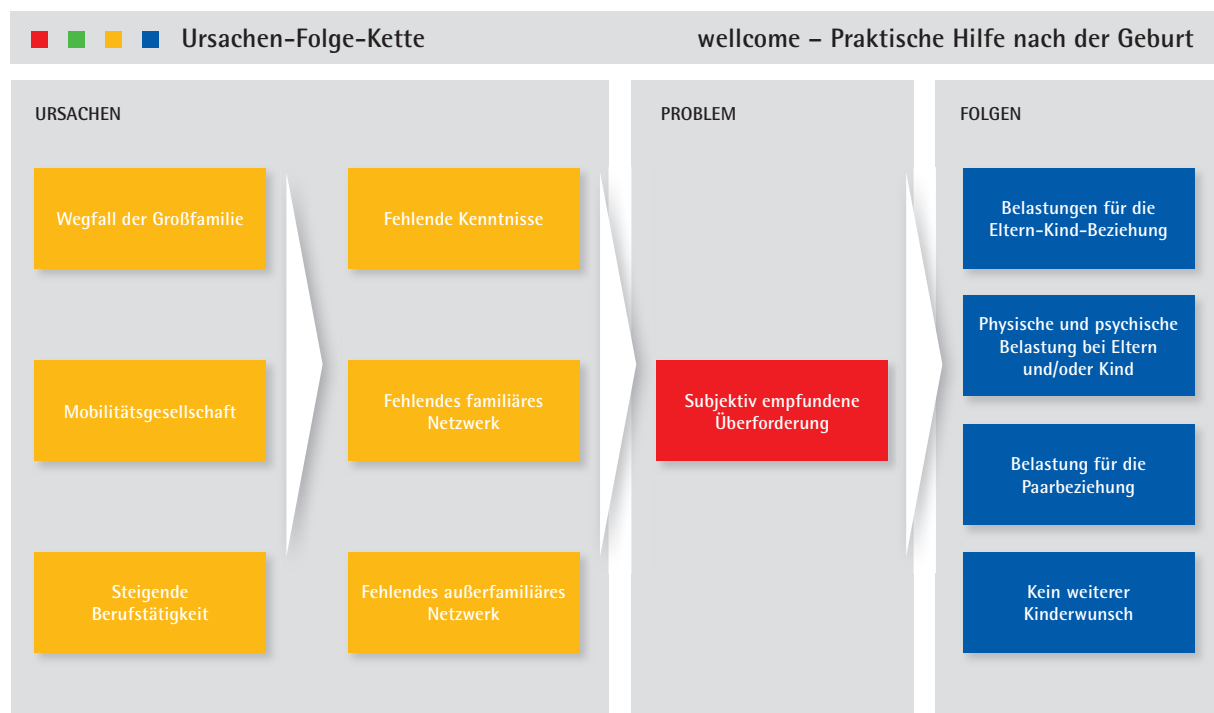 Ursachen-Folge-Kette
wellcome – Praktische Hilfe nach der Geburt
URSACHEN
Wegfall der Großfamilie
Mobilitätsgesellschaft
Steigende
Berufstätigkeit
Fehlende Kenntnisse
Fehlendes familiäres
Netzwerk
Fehlendes außerfamiliäres
Netzwerk
PROBLEM
Subjektiv empfundene
Überforderung
FOLGEN
Belastungen für die
Eltern-Kind-Beziehung
Physische und psychische
Belastung bei Eltern
und/oder Kind
Belastung für die
Paarbeziehung
Kein weiterer
Kinderwunsch